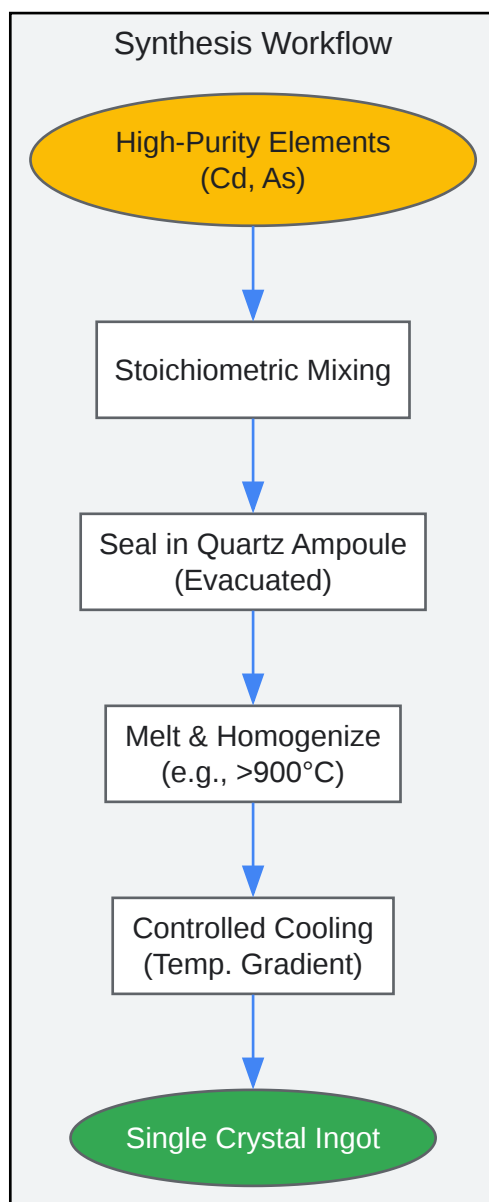 Synthesis Workflow
High-Purity Elements
(Cd, As)
Stoichiometric Mixing
Seal in Quartz Ampoule
(Evacuated)
Melt & Homogenize
(e.g., >900°C)
Controlled Cooling
(Temp. Gradient)
Single Crystal Ingot